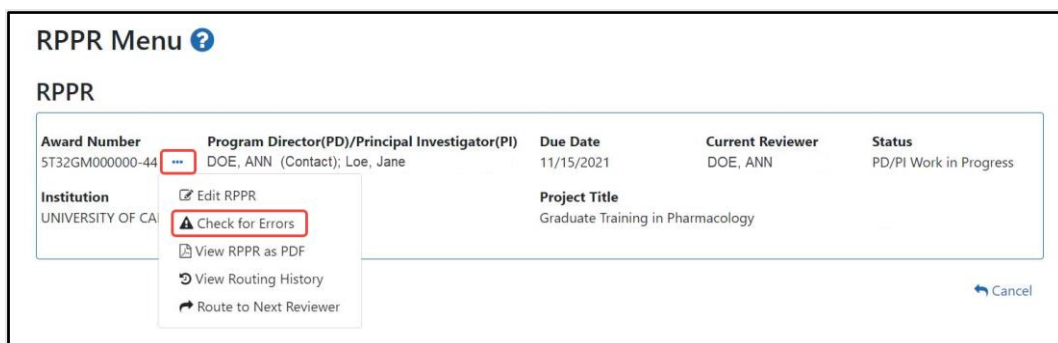 RPPR Menu ?
RPPR
Award Number Program Director(PD)/Principal Investigator(PI) Due Date Current Reviewer Status
5T32GM000000-44 ... DOE, ANN (Contact); Loe, Jane 11/15/2021 DOE, ANN PD/PI Work in Progress
Institution Project Title
UNIVERSITY OF CA Graduate Training in Pharmacology
Edit RPPR
Check for Errors
View RPPR as PDF
View Routing History
Route to Next Reviewer
Cancel